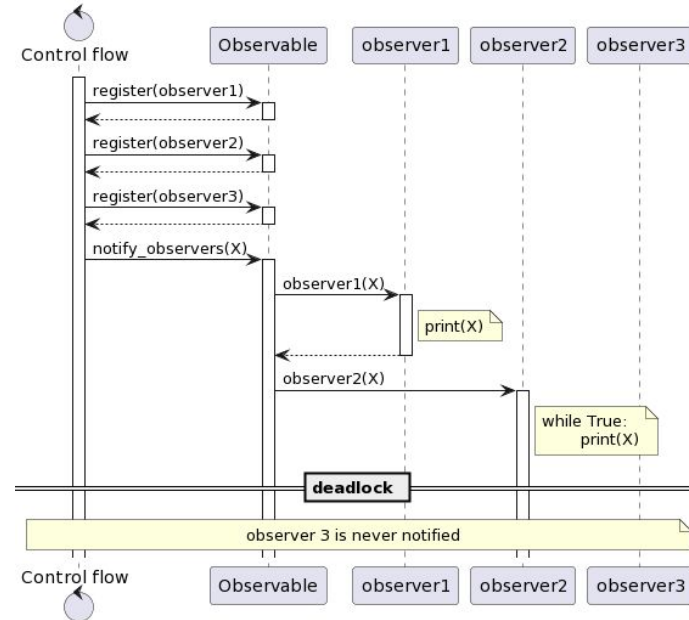 Control flow
Observable
observer1
observer2
observer3
register(observer1)
register(observer2)
register(observer3)
notify_observers(X)
observer1(X)
print(X)
observer2(X)
while True:
print(X)
deadlock
observer 3 is never notified
Control flow
Observable
observer1
observer2
observer3